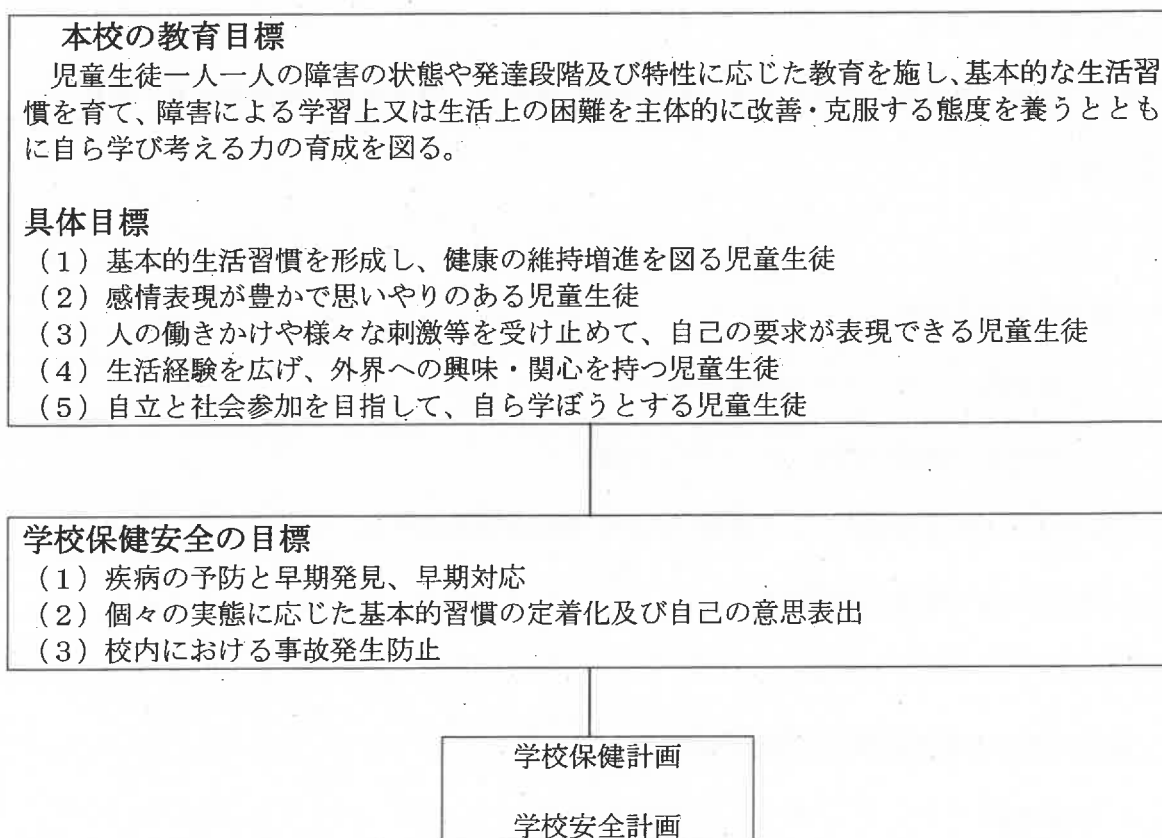 本校の教育目標
児童生徒一人一人の障害の状態や発達段階及び特性に応じた教育を施し、基本的な生活習
慣を育て、障害による学習上又は生活上の困難を主体的に改善・克服する態度を養うととも
に自ら学び考える力の育成を図る。
具体目標
（1）基本的生活習慣を形成し、健康の維持増進を図る児童生徒
（2）感情表現が豊かで思いやりのある児童生徒
（3）人の働きかけや様々な刺激等を受け止めて、自己の要求が表現できる児童生徒
（4）生活経験を広げ、外界への興味・関心を持つ児童生徒
（5）自立と社会参加を目指して、自ら学ぼうとする児童生徒
学校保健安全の目標
（1）疾病の予防と早期発見、早期対応
（2）個々の実態に応じた基本的習慣の定着化及び自己の意思表出
（3）校内における事故発生防止
学校保健計画
学校安全計画